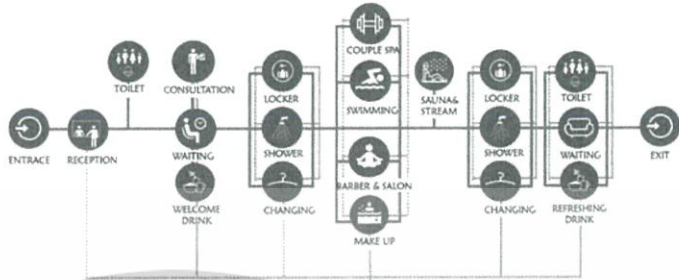 COUPLE SPA
TOILET
CONSULTATION
LOCKER
SWIMMING
SAUNA&
STREAM
LOCKER
TOILET
ENTRACE
RECEPTION
WAITING
SHOWER
BARBER & SALON
SHOWER
WAITING
EXIT
WELCOME
DRINK
CHANGING
MAKE UP
CHANGING
REFRESHING
DRINK